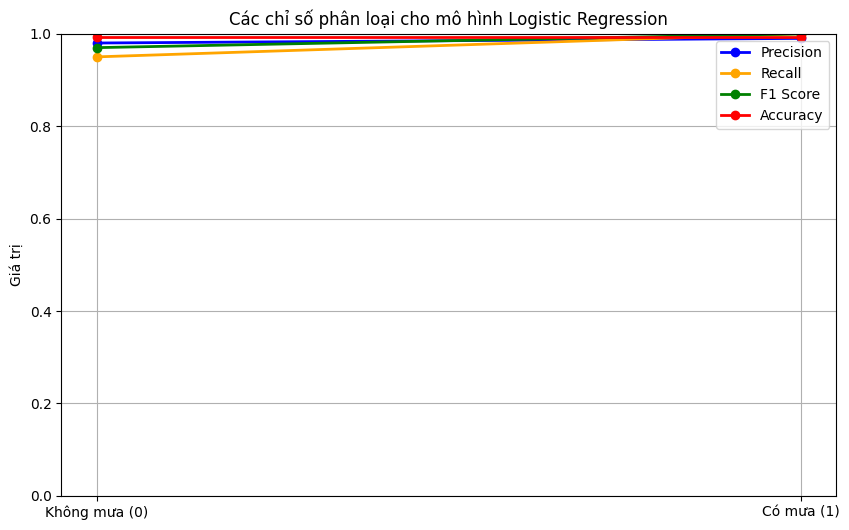 Các chỉ số phân loại cho mô hình Logistic Regression
Precision
Recall
F1 Score
Accuracy
Giá trị
1.0
0.8
0.6
0.4
0.2
0.0
Không mưa (0)
Có mưa (1)